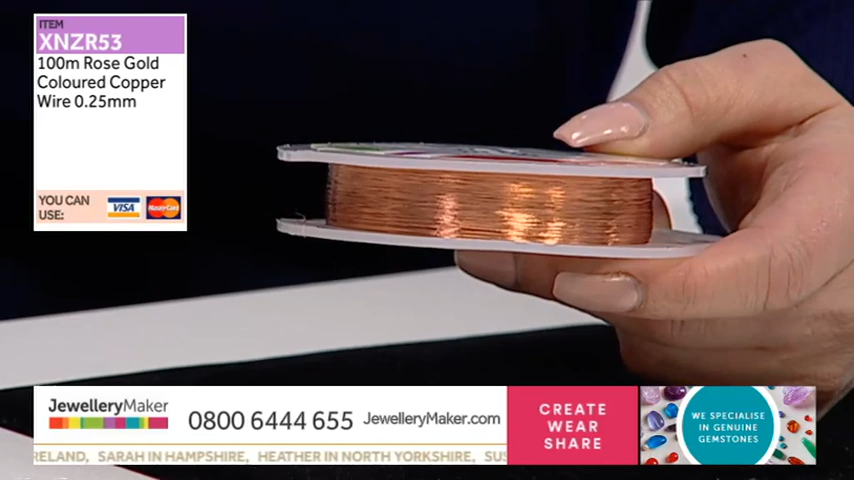 ITEM
XNZR53
100m Rose Gold
Coloured Copper
Wire 0.25mm
YOU CAN
USE:
VISA
MasterCard
JewelleryMaker
0800 6444 655
JewelleryMaker.com
CREATE
WEAR
SHARE
WE SPECIALISE
IN GENUINE
GEMSTONES
RELAND, SARAH IN HAMPSHIRE, HEATHER IN NORTH YORKSHIRE, SUS